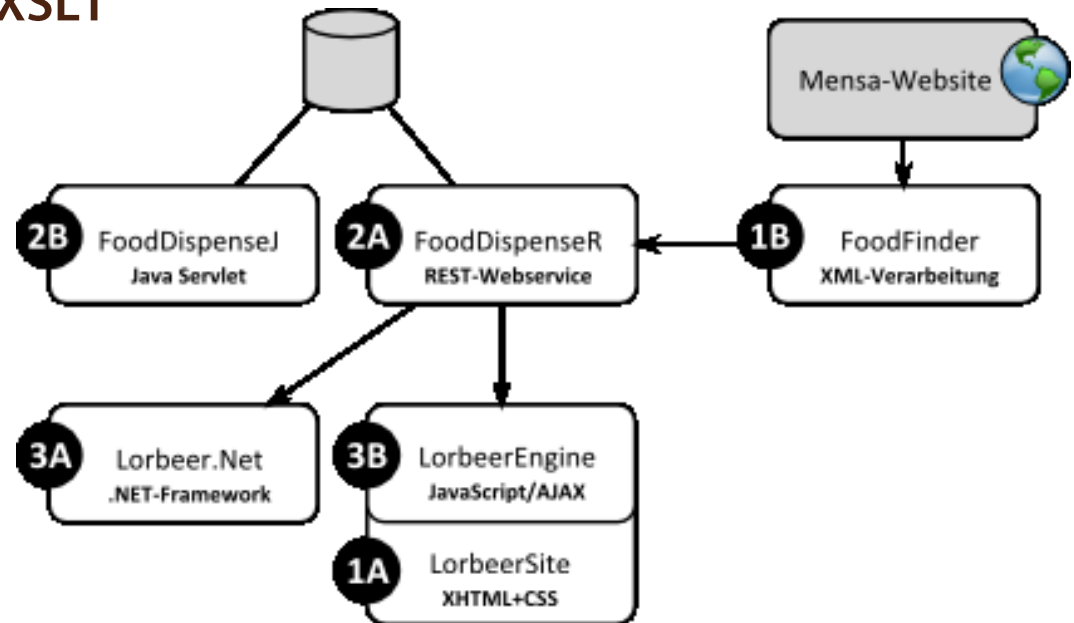 XSLT
Mensa-Website
2B
FoodDispenseJ
Java Servlet
2A
FoodDispenseR
REST-Webservice
1B
FoodFinder
XML-Verarbeitung
3A
Lorbeer.Net
.NET-Framework
3B
LorbeerEngine
JavaScript/AJAX
1A
LorbeerSite
XHTML+CSS